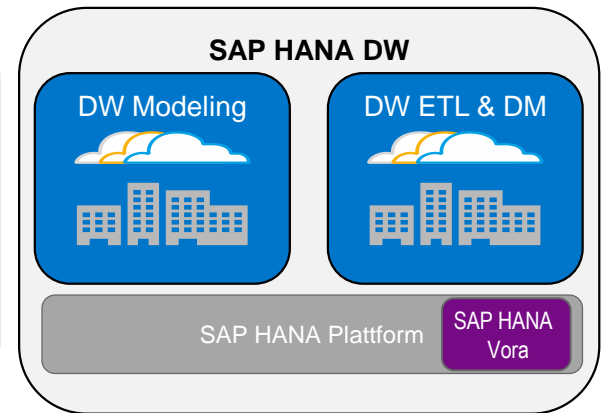 SAP HANA DW
DW Modeling
DW ETL & DM
SAP HANA Plattform
SAP HANA
Vora